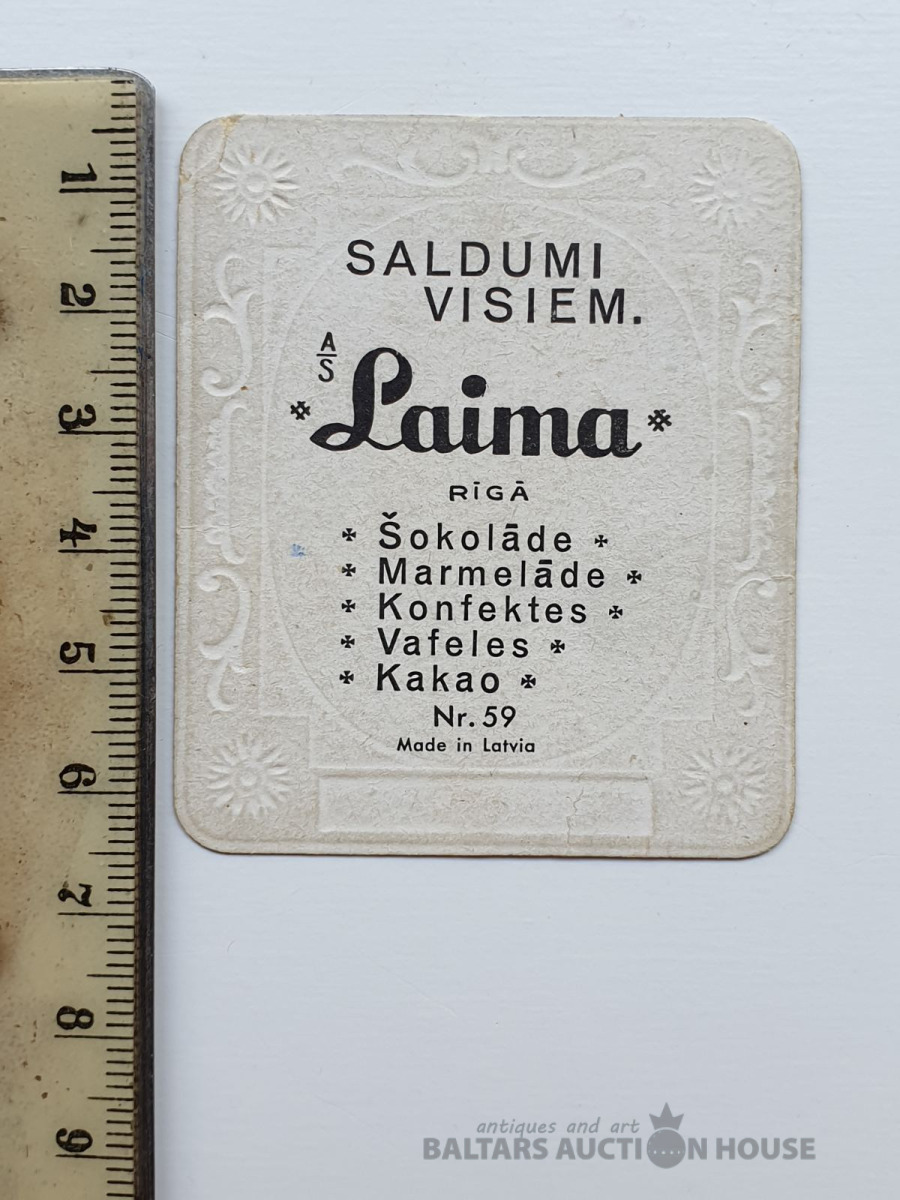 SALDUMI
VISIEM.
A/S
Laima
RĪGĀ
Šokolāde
Marmelāde
Konfektes
Vafeles
Kakao
Nr. 59
Made in Latvia
1
2
3
4
5
6
7
8
9
antiques and art
BALTARS AUCTION HOUSE